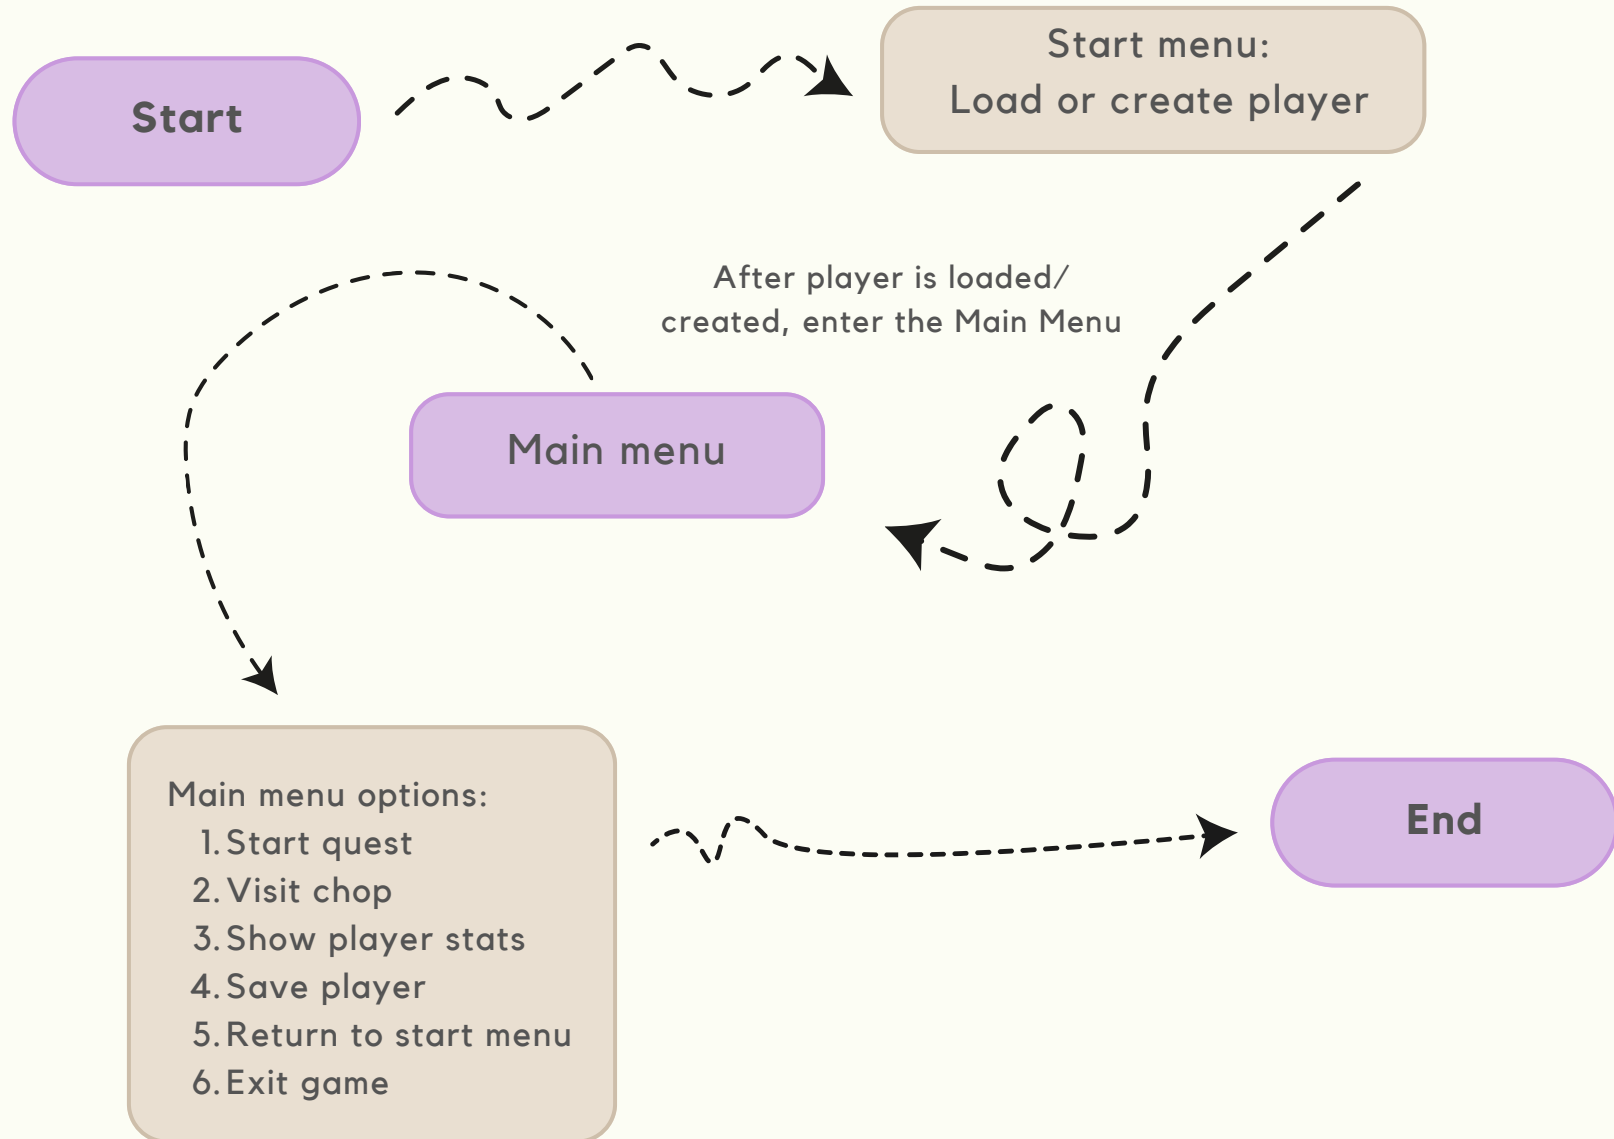 Start
Start menu:
Load or create player
After player is loaded/
created, enter the Main Menu
Main menu
Main menu options:
1. Start quest
2. Visit chop
3. Show player stats
4. Save player
5. Return to start menu
6. Exit game
End